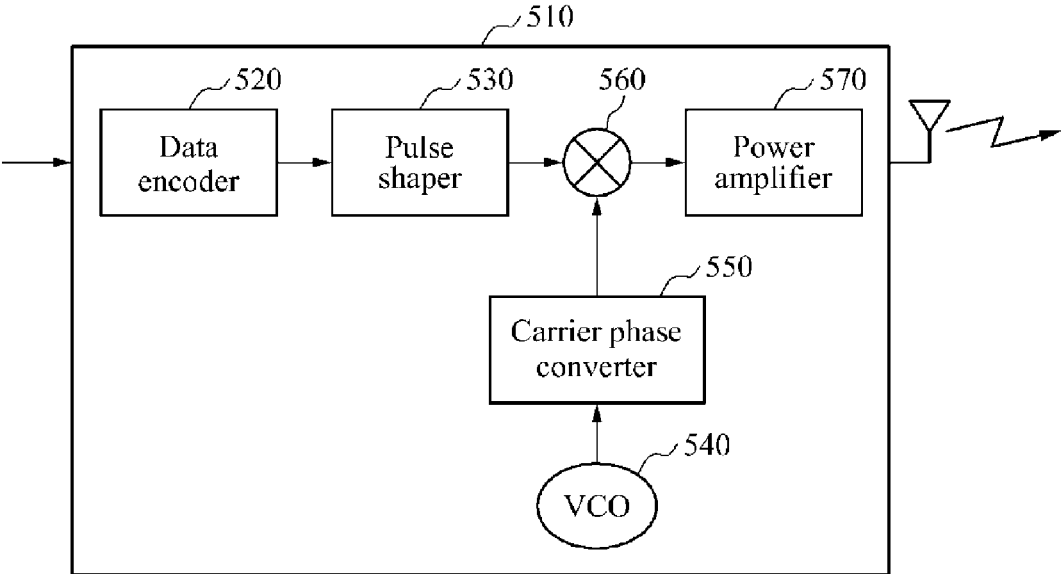 510
520
530
560
570
Data
encoder
Pulse
shaper
Power
amplifier
550
Carrier phase
converter
540
VCO